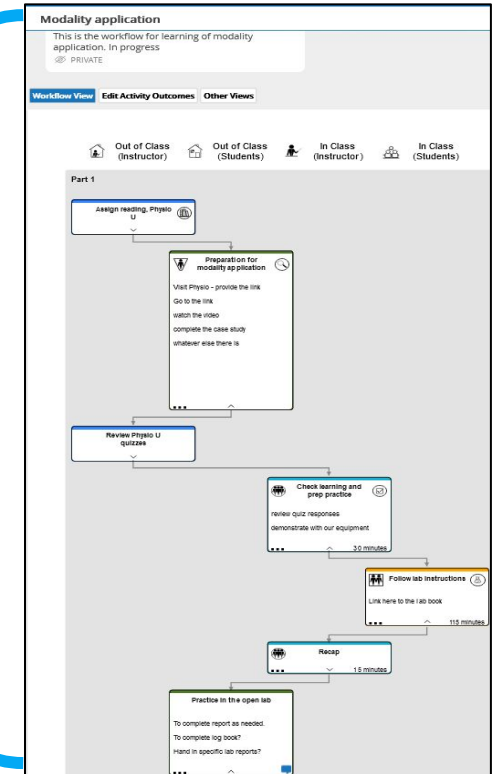 Modality application
This is the workflow for learning of modality
application. In progress
PRIVATE
Workflow View Edit Activity Outcomes Other Views
Out of Class
(Instructor)
Out of Class
(Students)
In Class
(Instructor)
In Class
(Students)
Part 1
Assign reading, Physio
U
Preparation for
modality application
Visit Physio - provide the link
Go to the link
watch the video
complete the case study
whatever else there is
Review Physio U
quizzes
Check learning and
prep practice
review quiz responses
demonstrate with our equipment
30 minutes
Follow lab instructions
Link here to the lab book
115 minutes
Recap
15 minutes
Practice in the open lab
To complete report as needed.
To complete log book?
Hand in specific lab reports?